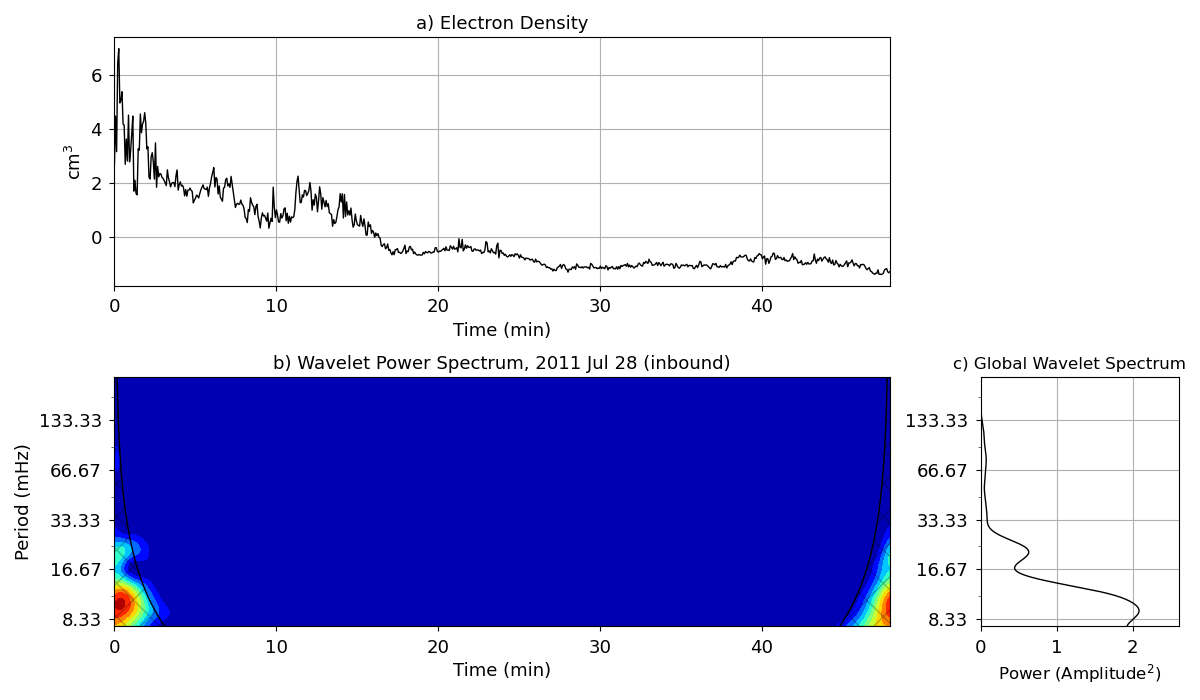 a) Electron Density
6
4
2
0
cm³
0 10 20 30 40
Time (min)
b) Wavelet Power Spectrum, 2011 Jul 28 (inbound)
133.33
66.67
33.33
16.67
8.33
Period (mHz)
0 10 20 30 40
Time (min)
c) Global Wavelet Spectrum
133.33
66.67
33.33
16.67
8.33
0 1 2
Power (Amplitude²)